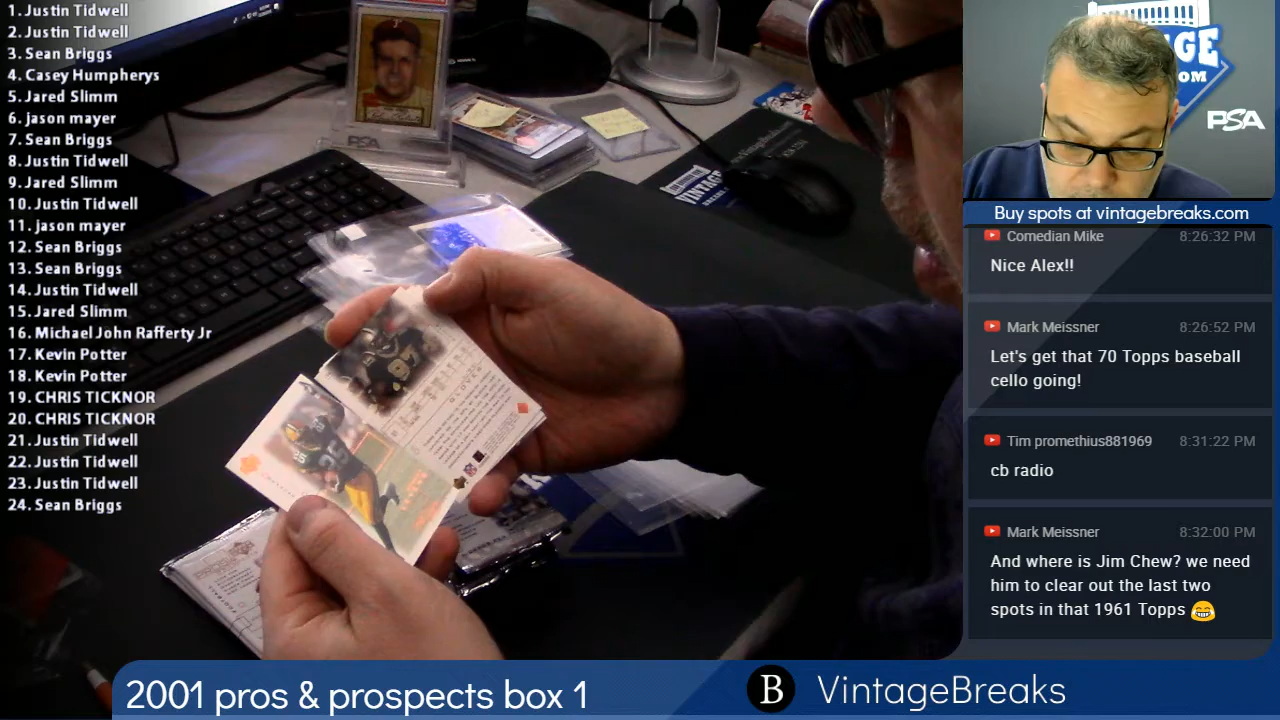 1. Justin Tidwell
2. Justin Tidwell
3. Sean Briggs
4. Casey Humpherys
5. Jared Slimm
6. jason mayer
7. Sean Briggs
8. Justin Tidwell
9. Jared Slimm
10. Justin Tidwell
11. jason mayer
12. Sean Briggs
13. Sean Briggs
14. Justin Tidwell
15. Jared Slimm
16. Michael John Rafferty Jr
17. Kevin Potter
18. Kevin Potter
19. CHRIS TICKNOR
20. CHRIS TICKNOR
21. Justin Tidwell
22. Justin Tidwell
23. Justin Tidwell
24. Sean Briggs
PSA
VINTAGE
97
25
PSA
Buy spots at vintagebreaks.com
Comedian Mike 8:26:32 PM
Nice Alex!!
Mark Meissner 8:26:52 PM
Let's get that 70 Topps baseball
cello going!
Tim promethius881969 8:31:22 PM
cb radio
Mark Meissner 8:32:00 PM
And where is Jim Chew? we need
him to clear out the last two
spots in that 1961 Topps 😂
2001 pros & prospects box 1
B VintageBreaks